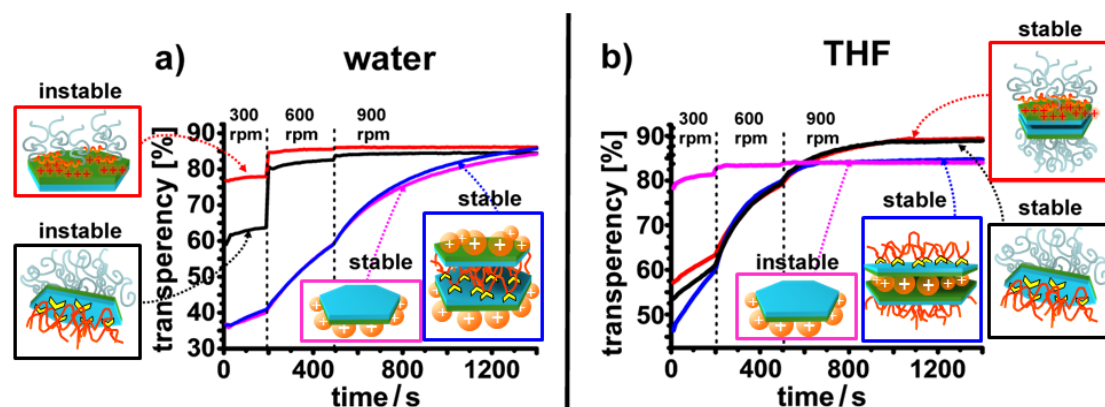 a) water
instable
300 rpm
600 rpm
900 rpm
transperency [%]
90
80
70
60
50
40
30
instable
stable
stable
0 400 800 1200
time/s
b) THF
stable
300 rpm
600 rpm
900 rpm
transperency [%]
90
80
70
60
50
instable
stable
stable
0 400 800 1200
time/s
+ + + + + +